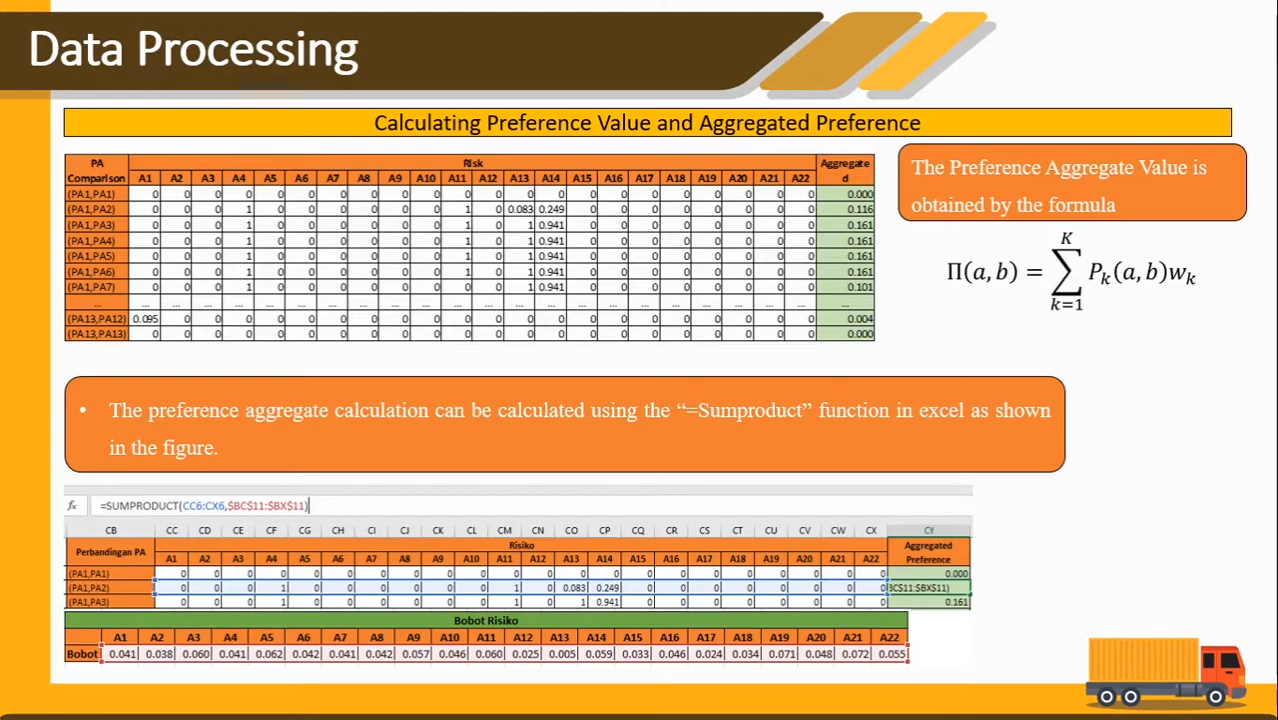 Data Processing
Calculating Preference Value and Aggregated Preference
PA Comparison Risk Aggregate d
A1 A2 A3 A4 A5 A6 A7 A8 A9 A10 A11 A12 A13 A14 A15 A16 A17 A18 A19 A20 A21 A22
(PA1,PA1) 0 0 0 0 0 0 0 0 0 0 0 0 0 0 0 0 0 0 0 0 0 0 0.000
(PA1,PA2) 0 0 0 1 0 0 0 0 0 0 1 0 0.083 0.249 0 0 0 0 0 0 0 0 0.116
(PA1,PA3) 0 0 0 1 0 0 0 0 0 0 1 0 1 0.941 0 0 0 0 0 0 0 0 0.161
(PA1,PA4) 0 0 0 1 0 0 0 0 0 0 1 0 1 0.941 0 0 0 0 0 0 0 0 0.161
(PA1,PA5) 0 0 0 1 0 0 0 0 0 0 1 0 1 0.941 0 0 0 0 0 0 0 0 0.161
(PA1,PA6) 0 0 0 1 0 0 0 0 0 0 1 0 1 0.941 0 0 0 0 0 0 0 0 0.161
(PA1,PA7) 0 0 0 1 0 0 0 0 0 0 0 0 1 0.941 0 0 0 0 0 0 0 0 0.101
... ... ... ... ... ... ... ... ... ... ... ... ... ... ... ... ... ... ... ... ... ... ... ...
(PA13,PA12) 0.095 0 0 0 0 0 0 0 0 0 0 0 0 0 0 0 0 0 0 0 0 0 0.004
(PA13,PA13) 0 0 0 0 0 0 0 0 0 0 0 0 0 0 0 0 0 0 0 0 0 0 0.000
The Preference Aggregate Value is
obtained by the formula
Π(a, b) = ∑_{k=1}^{K} P_k(a, b)w_k
• The preference aggregate calculation can be calculated using the “=Sumproduct” function in excel as shown
in the figure.
fx =SUMPRODUCT(CC6:CX6,$BC$11:$BX$11)
CB CC CD CE CF CG CH CI CJ CK CL CM CN CO CP CQ CR CS CT CU CV CW CX CY
Perbandingan PA Risiko Aggregated Preference
A1 A2 A3 A4 A5 A6 A7 A8 A9 A10 A11 A12 A13 A14 A15 A16 A17 A18 A19 A20 A21 A22
(PA1,PA1) 0 0 0 0 0 0 0 0 0 0 0 0 0 0 0 0 0 0 0 0 0 0 0.000
(PA1,PA2) 0 0 0 1 0 0 0 0 0 0 1 0 0.083 0.249 0 0 0 0 0 0 0 0 BC$11:$BX$11)
(PA1,PA3) 0 0 0 1 0 0 0 0 0 0 1 0 1 0.941 0 0 0 0 0 0 0 0 0.161
Bobot Risiko
A1 A2 A3 A4 A5 A6 A7 A8 A9 A10 A11 A12 A13 A14 A15 A16 A17 A18 A19 A20 A21 A22
Bobot 0.041 0.038 0.060 0.041 0.062 0.042 0.041 0.042 0.057 0.046 0.060 0.025 0.005 0.059 0.033 0.046 0.024 0.034 0.071 0.048 0.072 0.055